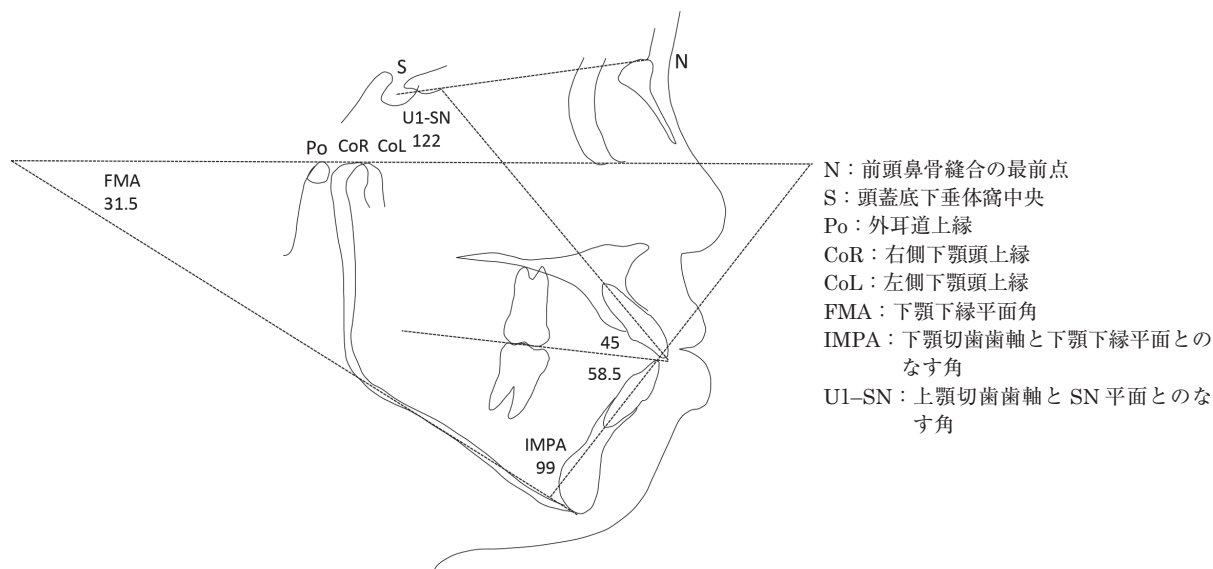 S
N
U1-SN
122
Po CoR CoL
FMA
31.5
45
58.5
IMPA
99
N：前頭鼻骨縫合の最前点
S：頭蓋底下垂体窩中央
Po：外耳道上縁
CoR：右側下顎頭上縁
CoL：左側下顎頭上縁
FMA：下顎下縁平面角
IMPA：下顎切歯歯軸と下顎下縁平面との
なす角
U1–SN：上顎切歯歯軸と SN 平面とのな
す角